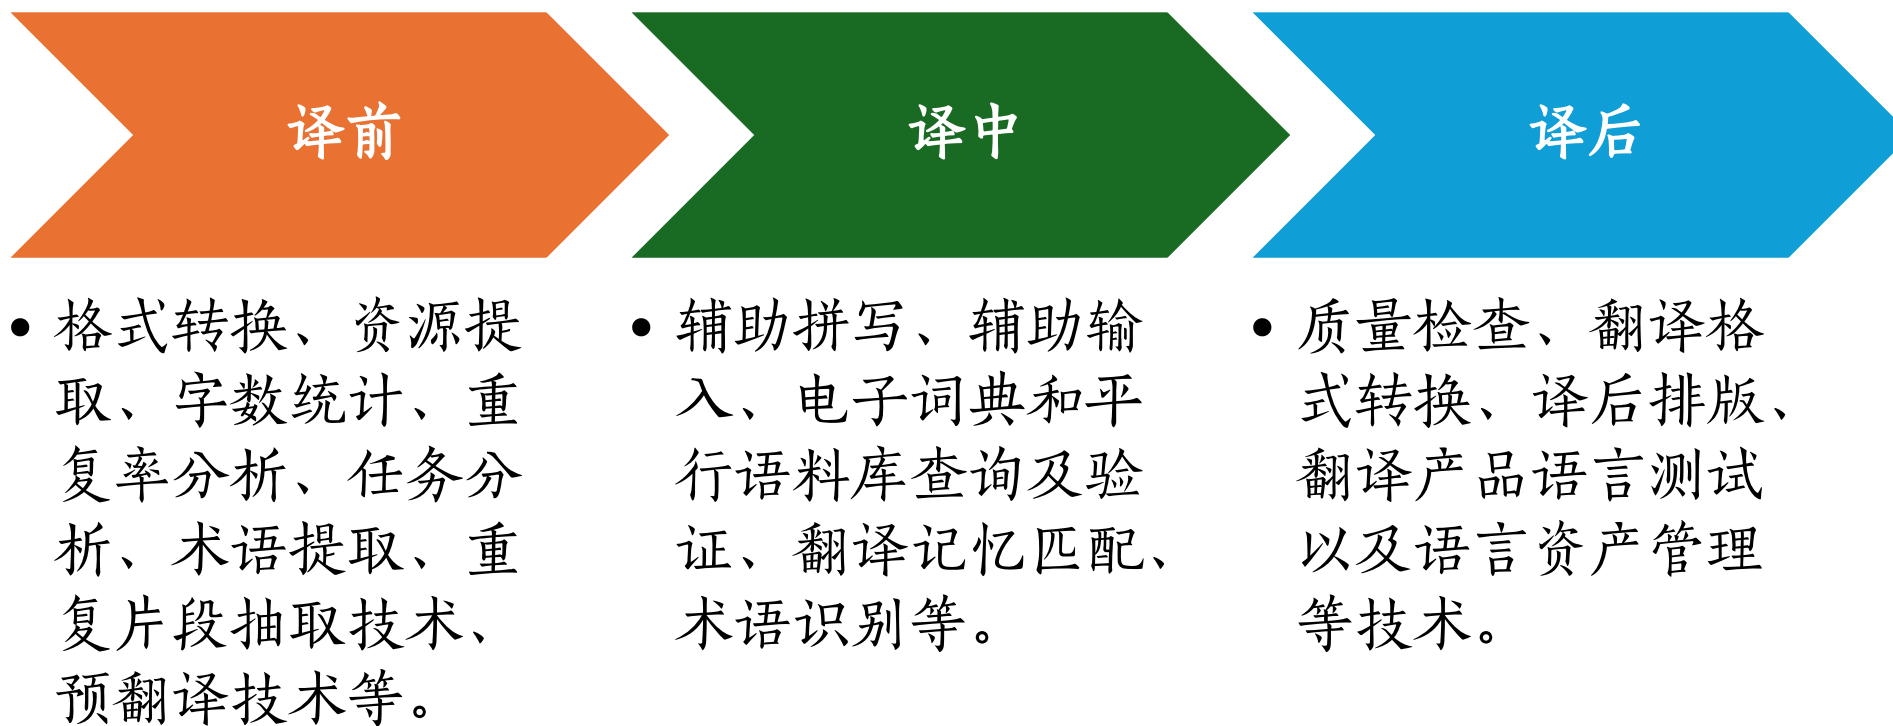 译前
译中
译后
• 格式转换、资源提
取、字数统计、重
复率分析、任务分
析、术语提取、重
复片段抽取技术、
预翻译技术等。
• 辅助拼写、辅助输
入、电子词典和平
行语料库查询及验
证、翻译记忆匹配、
术语识别等。
• 质量检查、翻译格
式转换、译后排版、
翻译产品语言测试
以及语言资产管理
等技术。